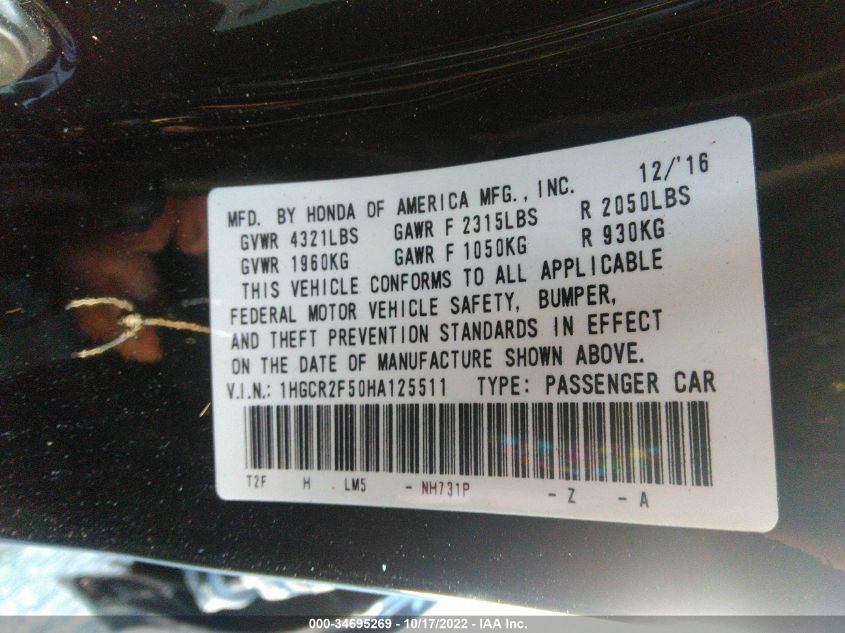 12/'16
MFD. BY HONDA OF AMERICA MFG., INC.
GVWR 4321LBS GAWR F 2315LBS R 2050LBS
GVWR 1960KG GAWR F 1050KG R 930KG
THIS VEHICLE CONFORMS TO ALL APPLICABLE
FEDERAL MOTOR VEHICLE SAFETY, BUMPER,
AND THEFT PREVENTION STANDARDS IN EFFECT
ON THE DATE OF MANUFACTURE SHOWN ABOVE.
V.I.N.: 1HGCR2F50HA125511 TYPE: PASSENGER CAR
T2F H LM5 - NH731P - Z - A
000-34695269 - 10/17/2022 - IAA Inc.